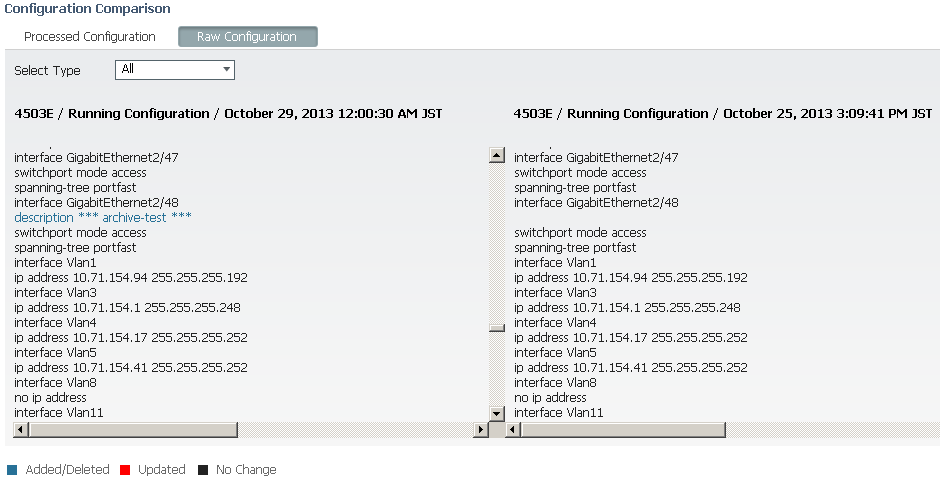 Configuration Comparison
Processed Configuration Raw Configuration
Select Type All
4503E / Running Configuration / October 29, 2013 12:00:30 AM JST
interface GigabitEthernet2/47
switchport mode access
spanning-tree portfast
interface GigabitEthernet2/48
description *** archive-test ***
switchport mode access
spanning-tree portfast
interface Vlan1
ip address 10.71.154.94 255.255.255.192
interface Vlan3
ip address 10.71.154.1 255.255.255.248
interface Vlan4
ip address 10.71.154.17 255.255.255.252
interface Vlan5
ip address 10.71.154.41 255.255.255.252
interface Vlan8
no ip address
interface Vlan11
4503E / Running Configuration / October 25, 2013 3:09:41 PM JST
interface GigabitEthernet2/47
switchport mode access
spanning-tree portfast
interface GigabitEthernet2/48
switchport mode access
spanning-tree portfast
interface Vlan1
ip address 10.71.154.94 255.255.255.192
interface Vlan3
ip address 10.71.154.1 255.255.255.248
interface Vlan4
ip address 10.71.154.17 255.255.255.252
interface Vlan5
ip address 10.71.154.41 255.255.255.252
interface Vlan8
no ip address
interface Vlan11
Added/Deleted Updated No Change